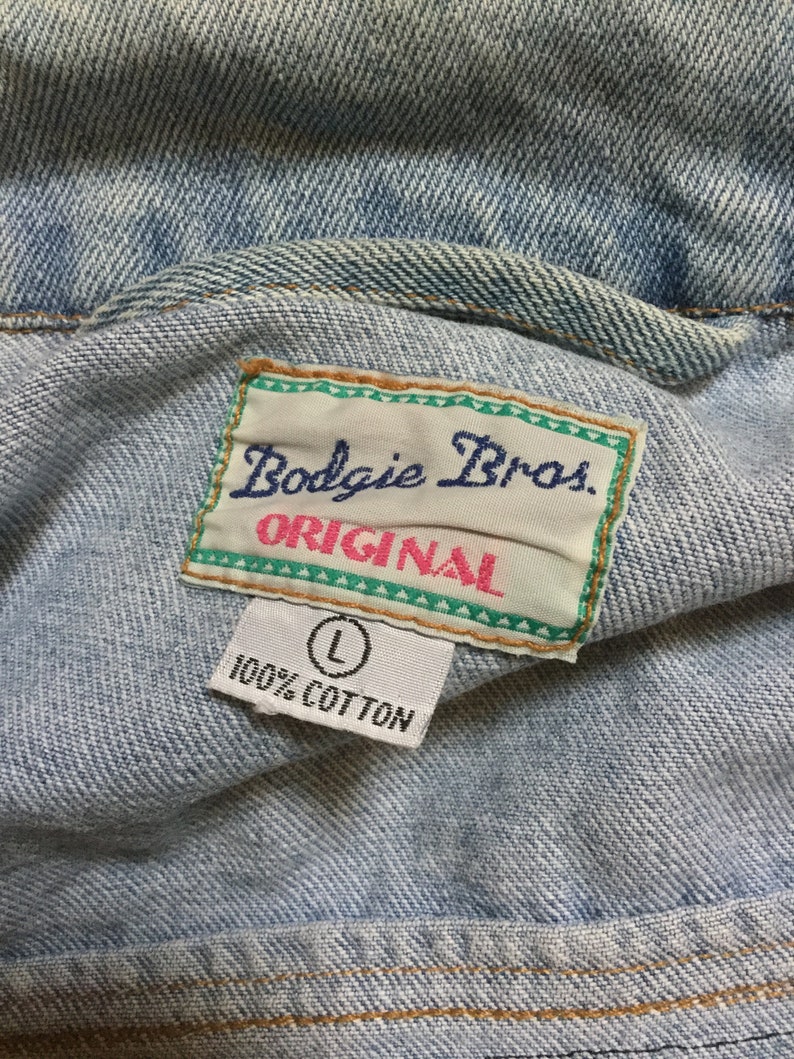 Bodgie Bros.
ORIGINAL
L
100% COTTON